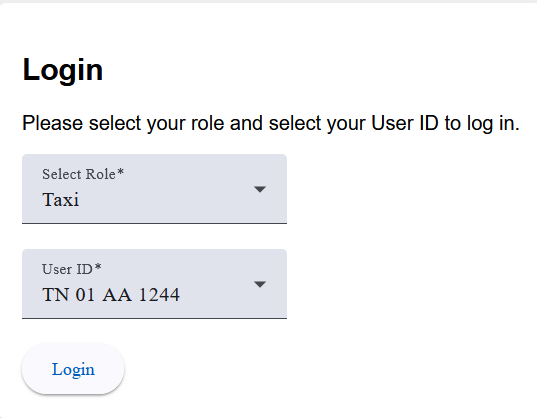 Login
Please select your role and select your User ID to log in.
Select Role*
Taxi
User ID*
TN 01 AA 1244
Login